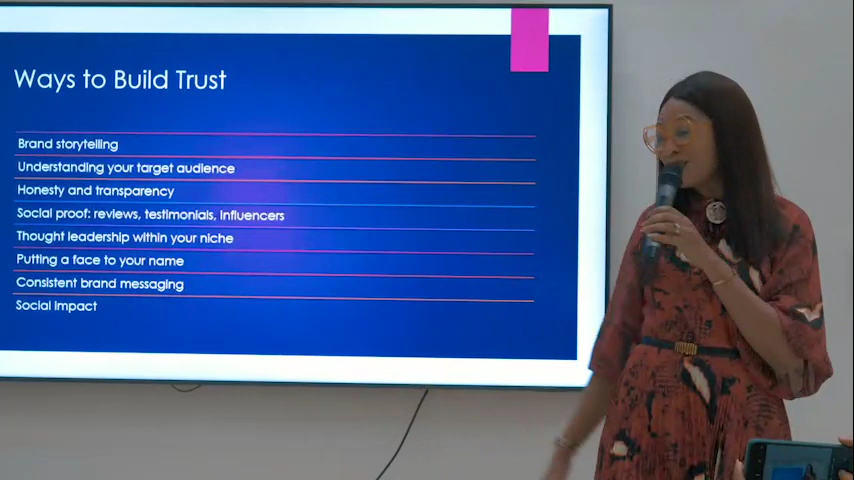 Ways to Build Trust
Brand storytelling
Understanding your target audience
Honesty and transparency
Social proof: reviews, testimonials, influencers
Thought leadership within your niche
Putting a face to your name
Consistent brand messaging
Social Impact